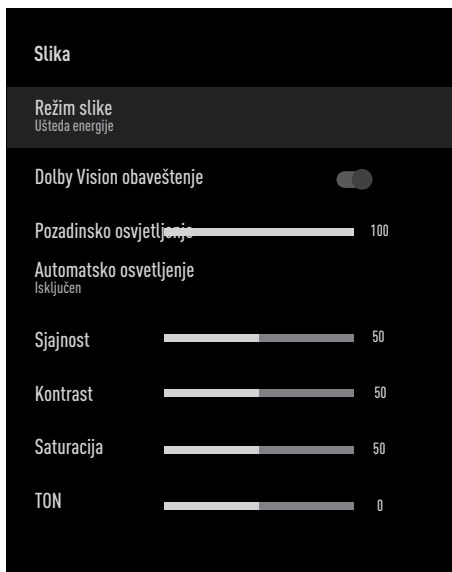 Slika
Režim slike
Ušteda energije
Dolby Vision obaveštenje
Pozadinsko osvjetljenje 100
Automatsko osvetljenje
Isključen
Sjajnost 50
Kontrast 50
Saturacija 50
TON 0